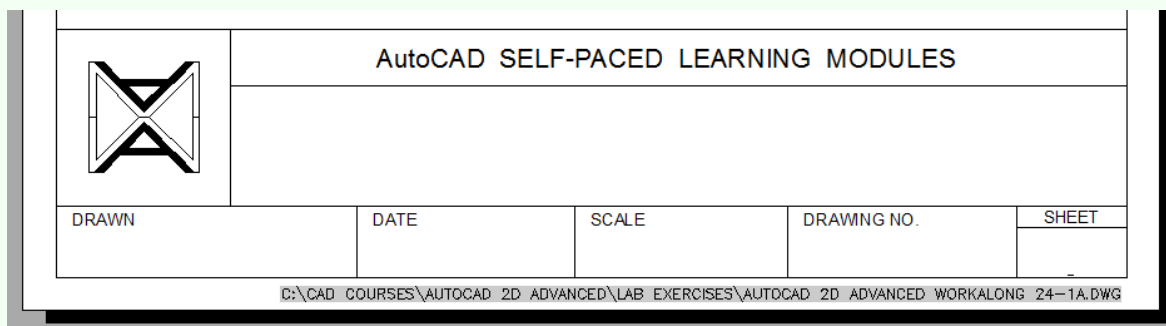 AutoCAD SELF-PACED LEARNING MODULES
DRAWN DATE SCALE DRAWING NO. SHEET
-
C:\CAD COURSES\AUTOCAD 2D ADVANCED\LAB EXERCISES\AUTOCAD 2D ADVANCED WORKALONG 24-1A.DWG